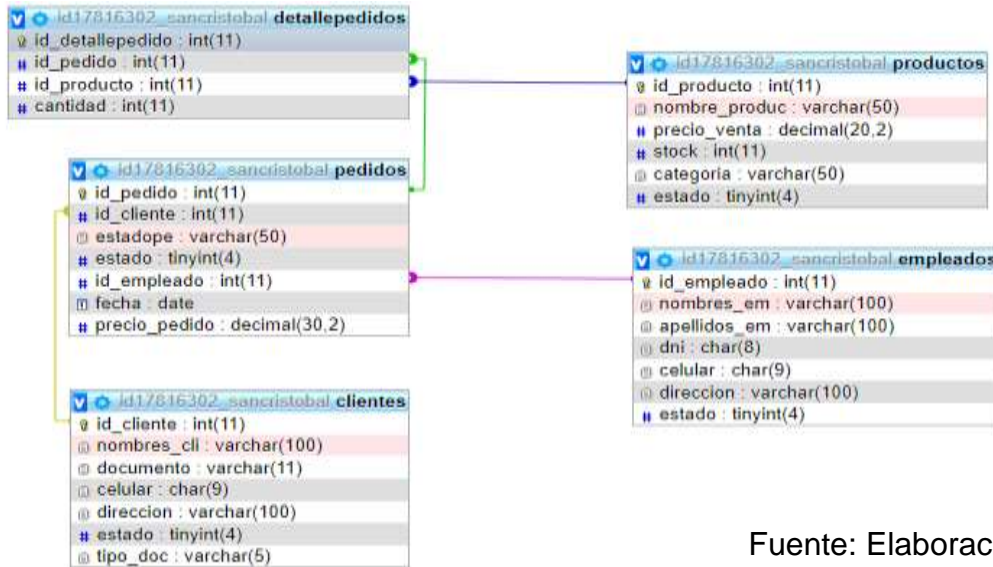 id17816302_sancristobal detallepedidos
id_detallepedido : int(11)
id_pedido : int(11)
id_producto : int(11)
cantidad : int(11)
id17816302_sancristobal productos
id_producto : int(11)
nombre_produc : varchar(50)
precio_venta : decimal(20,2)
stock : int(11)
categoria : varchar(50)
estado : tinyint(4)
id17816302_sancristobal pedidos
id_pedido : int(11)
id_cliente : int(11)
estadope : varchar(50)
estado : tinyint(4)
id_empleado : int(11)
fecha : date
precio_pedido : decimal(30,2)
id17816302_sancristobal empleados
id_empleado : int(11)
nombres_em : varchar(100)
apellidos_em : varchar(100)
dni : char(8)
celular : char(9)
direccion : varchar(100)
estado : tinyint(4)
id17816302_sancristobal clientes
id_cliente : int(11)
nombres_cli : varchar(100)
documento : varchar(11)
celular : char(9)
direccion : varchar(100)
estado : tinyint(4)
tipo_doc : varchar(5)
Fuente: Elaborac